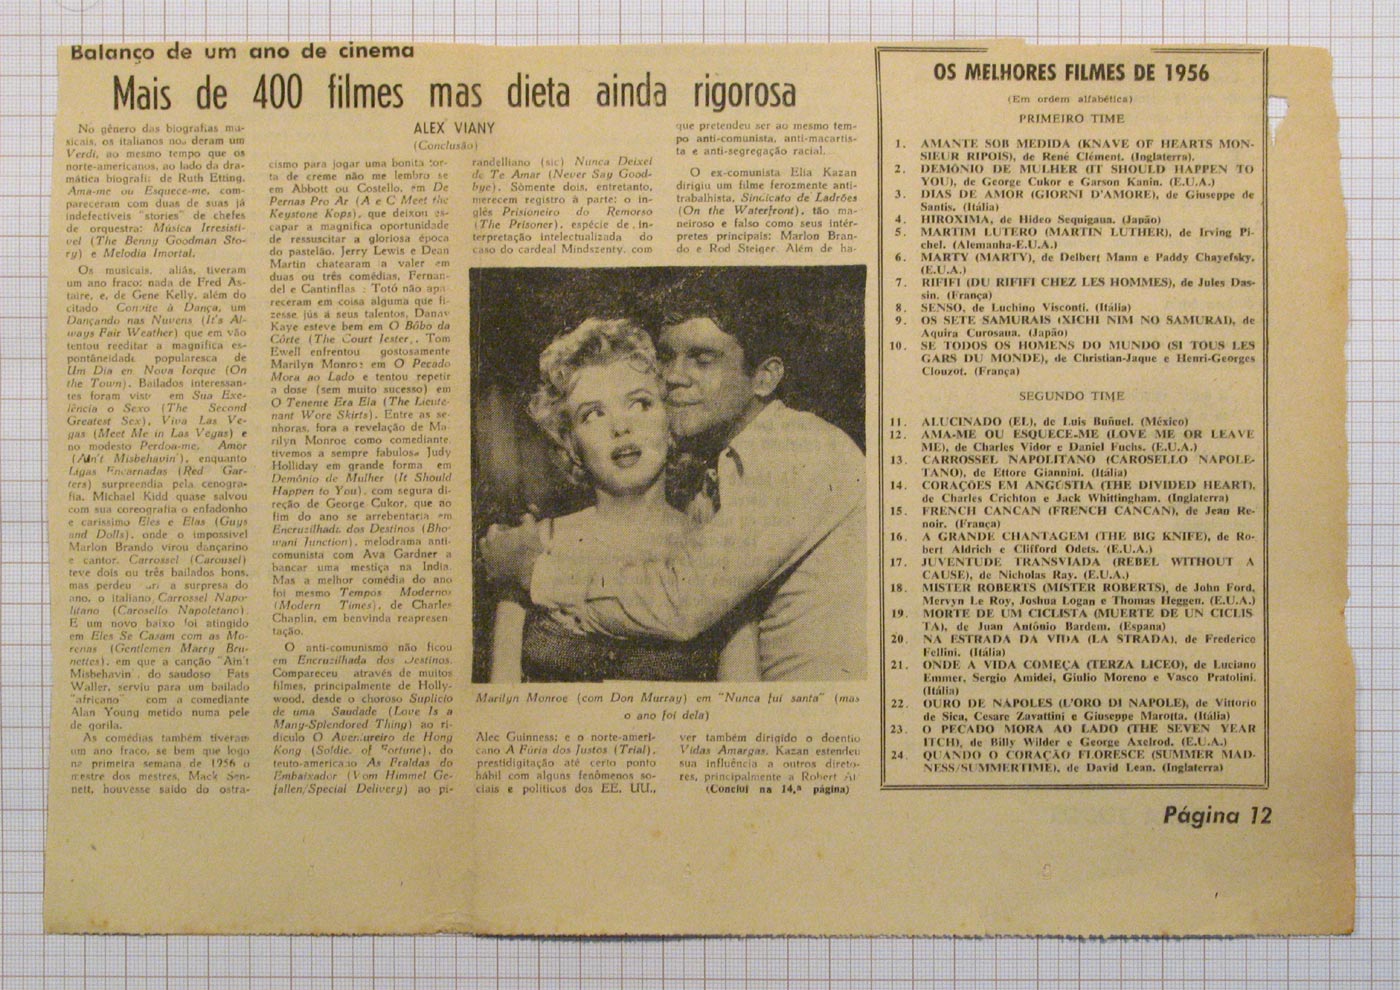 Balanço de um ano de cinema
Mais de 400 filmes mas dieta ainda rigorosa
ALEX VIANY
(Conclusão)
No gênero das biografias mu-
sicais, os italianos nos deram um
Verdi, ao mesmo tempo que os
norte-americanos, ao lado da dra-
mática biografia de Ruth Etting,
Ama-me ou Esquece-me, com-
pareceram com duas de suas já
indefectíveis "stories" de chefes
de orquestra: Música Irresistí-
vel (The Benny Goodman Sto-
ry) e Melodia Imortal.
Os musicais, aliás, tiveram
um ano fraco: nada de Fred As-
taire, e, de Gene Kelly, além do
citado Convite à Dança, um
Dançando nas Nuvens (It's Al-
ways Fair Weather) que em vão
tentou reeditar a magnífica es-
pontâneidade popularesca de
Um Dia em Nova Iorque (On
the Town). Bailados interessan-
tes foram vistos em Sua Exce-
lência o Sexo (The Second
Greatest Sex), Viva Las Ve-
gas (Meet Me in Las Vegas) e
no modesto Perdoa-me, Amor
(Ain't Misbehavin'), enquanto
Ligas Encarnadas (Red Gar-
ters) surpreendia pela cenogra-
fia. Michael Kidd quase salvou
com sua coreografia o enfadonho
e caríssimo Eles e Elas (Guys
and Dolls), onde o impossível
Marlon Brando virou dançarino
e cantor. Carrossel (Carousel)
teve dois ou três bailados bons,
mas perdeu a surpresa do
ano, o italiano Carrossel Napo-
litano (Carosello Napoletano).
E um novo baixo foi atingido
em Eles Se Casam com as Mo-
renas (Gentlemen Marry Bru-
nettes), em que a canção "Ain't
Misbehavin', do saudoso Fats
Waller, serviu para um bailado
"africano" com a comediante
Alan Young metido numa pele
de gorila.
As comédias também tiveram
um ano fraco, se bem que logo
na primeira semana de 1956 o
mestre dos mestres, Mack Sen-
nett, houvesse saído do ostra-
cismo para jogar uma bonita tor-
ta de creme não me lembro se
em Abbott ou Costello, em De
Pernas Pro Ar (A e C Meet the
Keystone Kops), que deixou es-
capar a magnífica oportunidade
de ressuscitar a gloriosa época
do pastelão. Jerry Lewis e Dean
Martin chatearam a valer em
duas ou três comédias, Fernan-
del e Cantinflas : Totó não apa-
receram em coisa alguma que fi-
zesse jús à seus talentos, Danny
Kaye esteve bem em O Bôbo da
Côrte (The Court Jester), Tom
Ewell enfrentou gostosamente
Marilyn Monroe em O Pecado
Mora ao Lado e tentou repetir
a dose (sem muito sucesso) em
O Tenente Era Ela (The Lieute-
nant Wore Skirts). Entre as se-
nhoras, fora a revelação de Ma-
rilyn Monroe como comediante,
tivemos a sempre fabulosa Judy
Holliday em grande forma em
Demônio de Mulher (It Should
Happen to You), com segura di-
reção de George Cukor, que no
fim do ano se arrebentaria em
Encruzilhada dos Destinos (Bho-
wani Junction), melodrama anti-
comunista com Ava Gardner a
bancar uma mestiça na Índia.
Mas a melhor comédia do ano
foi mesmo Tempos Modernos
(Modern Times), de Charles
Chaplin, em benvinda reapresen-
tação.
O anti-comunismo não ficou
em Encruzilhada dos Destinos.
Compareceu através de muitos
filmes, principalmente de Holly-
wood, desde o choroso Suplício
de uma Saudade (Love Is a
Many-Splendored Thing) ao ri-
dículo O Aventureiro de Hong
Kong (Soldier of Fortune), do
teuto-americano As Fraldas do
Embaixador (Vom Himmel Ge-
fallen/Special Delivery) ao pi-
randelliano (sic) Nunca Deixei
de Te Amar (Never Say Good-
bye). Sòmente dois, entretanto,
merecem registro à parte: o in-
glês Prisioneiro do Remorso
(The Prisoner), espécie de in-
terpretação intelectualizada do
caso do cardeal Mindszenty, com
Marilyn Monroe (com Don Murray) em "Nunca fui santa" (mas
o ano foi dela)
Alec Guinness; e o norte-ameri-
cano A Fúria dos Justos (Trial),
prestidigitação até certo ponto
hábil com alguns fenômenos so-
ciais e políticos dos EE. UU.,
que pretendeu ser ao mesmo tem-
po anti-comunista, anti-macartis-
ta e anti-segregação racial...
O ex-comunista Elia Kazan
dirigiu um filme ferozmente anti-
trabalhista, Sindicato de Ladrões
(On the Waterfront), tão ma-
neiroso e falso como seus intér-
pretes principais: Marlon Bran-
do e Rod Steiger. Além de ha-
ver também dirigido o doentio
Vidas Amargas, Kazan estendeu
sua influência a outros direto-
res, principalmente a Robert Al-
(Conclui na 14.ª página)
OS MELHORES FILMES DE 1956
(Em ordem alfabética)
PRIMEIRO TIME
1. AMANTE SOB MEDIDA (KNAVE OF HEARTS MON-
SIEUR RIPOIS), de René Clément. (Inglaterra).
2. DEMÔNIO DE MULHER (IT SHOULD HAPPEN TO
YOU), de George Cukor e Garson Kanin. (E.U.A.)
3. DIAS DE AMOR (GIORNI D'AMORE), de Giuseppe de
Santis. (Itália)
4. HIROXIMA, de Hideo Sequigaua. (Japão)
5. MARTIM LUTERO (MARTIN LUTHER), de Irving Pi-
chel. (Alemanha-E.U.A.)
6. MARTY (MARTY), de Delbert Mann e Paddy Chayefsky.
(E.U.A.)
7. RIFIFI (DU RIFIFI CHEZ LES HOMMES), de Jules Das-
sin. (França)
8. SENSO, de Luchino Visconti. (Itália)
9. OS SETE SAMURAIS (XICHI NIM NO SAMURAI), de
Aquira Curosaua. (Japão)
10. SE TODOS OS HOMENS DO MUNDO (SI TOUS LES
GARS DU MONDE), de Christian-Jaque e Henri-Georges
Clouzot. (França)
SEGUNDO TIME
11. ALUCINADO (EL), de Luis Buñuel. (México)
12. AMA-ME OU ESQUECE-ME (LOVE ME OR LEAVE
ME), de Charles Vidor e Daniel Fuchs. (E.U.A.)
13. CARROSSEL NAPOLITANO (CAROSELLO NAPOLE-
TANO), de Ettore Giannini. (Itália)
14. CORAÇÕES EM ANGÚSTIA (THE DIVIDED HEART),
de Charles Crichton e Jack Whittingham. (Inglaterra)
15. FRENCH CANCAN (FRENCH CANCAN), de Jean Re-
noir. (França)
16. A GRANDE CHANTAGEM (THE BIG KNIFE), de Ro-
bert Aldrich e Clifford Odets. (E.U.A.)
17. JUVENTUDE TRANSVIADA (REBEL WITHOUT A
CAUSE), de Nicholas Ray. (E.U.A.)
18. MISTER ROBERTS (MISTER ROBERTS), de John Ford,
Mervyn Le Roy, Joshua Logan e Thomas Heggen. (E.U.A.)
19. MORTE DE UM CICLISTA (MUERTE DE UN CICLIS-
TA), de Juan Antônio Bardem. (Espana)
20. NA ESTRADA DA VIDA (LA STRADA), de Frederico
Fellini. (Itália)
21. ONDE A VIDA COMEÇA (TERZA LICEO), de Luciano
Emmer, Sergio Amidei, Giulio Moreno e Vasco Pratolini.
(Itália)
22. OURO DE NAPOLES (L'ORO DI NAPOLE), de Vittorio
de Sica, Cesare Zavattini e Giuseppe Marotta. (Itália)
23. O PECADO MORA AO LADO (THE SEVEN YEAR
ITCH), de Billy Wilder e George Axelrod. (E.U.A.)
24. QUANDO O CORAÇÃO FLORESCE (SUMMER MAD-
NESS/SUMMERTIME), de David Lean. (Inglaterra)
Página 12